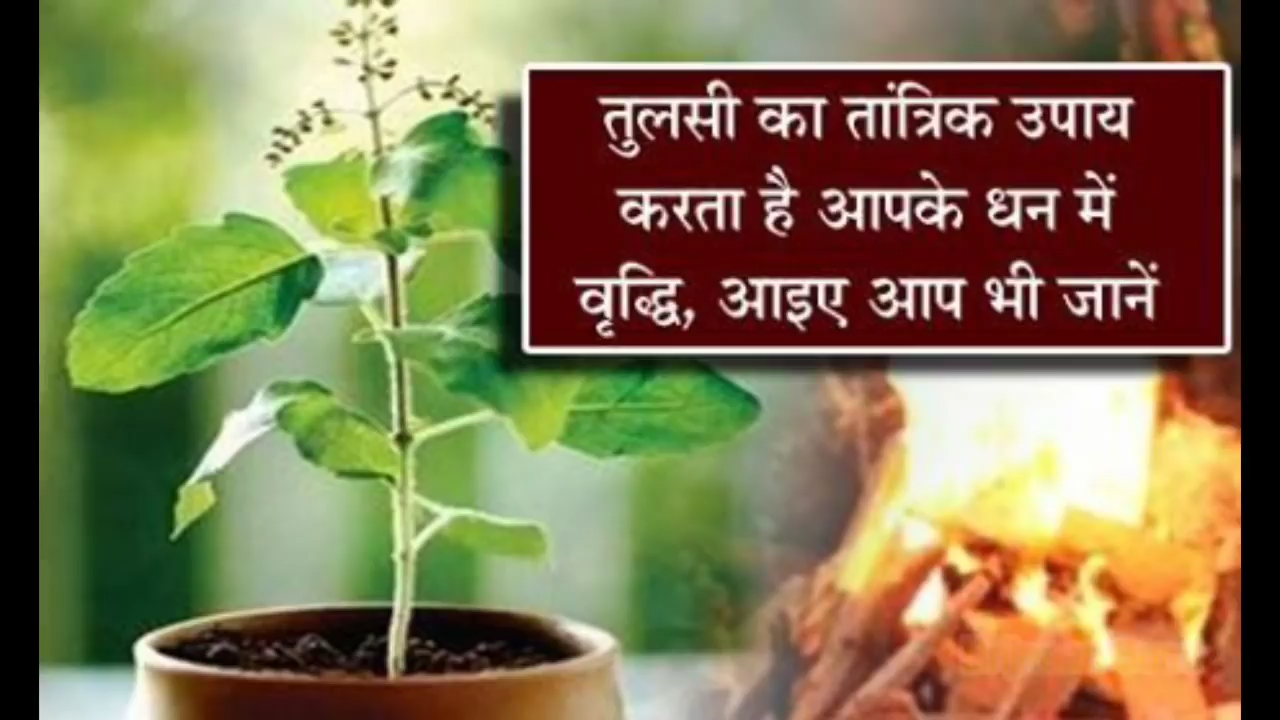 तुलसी का तांत्रिक उपाय
करता है आपके धन में
वृद्धि, आइए आप भी जानें